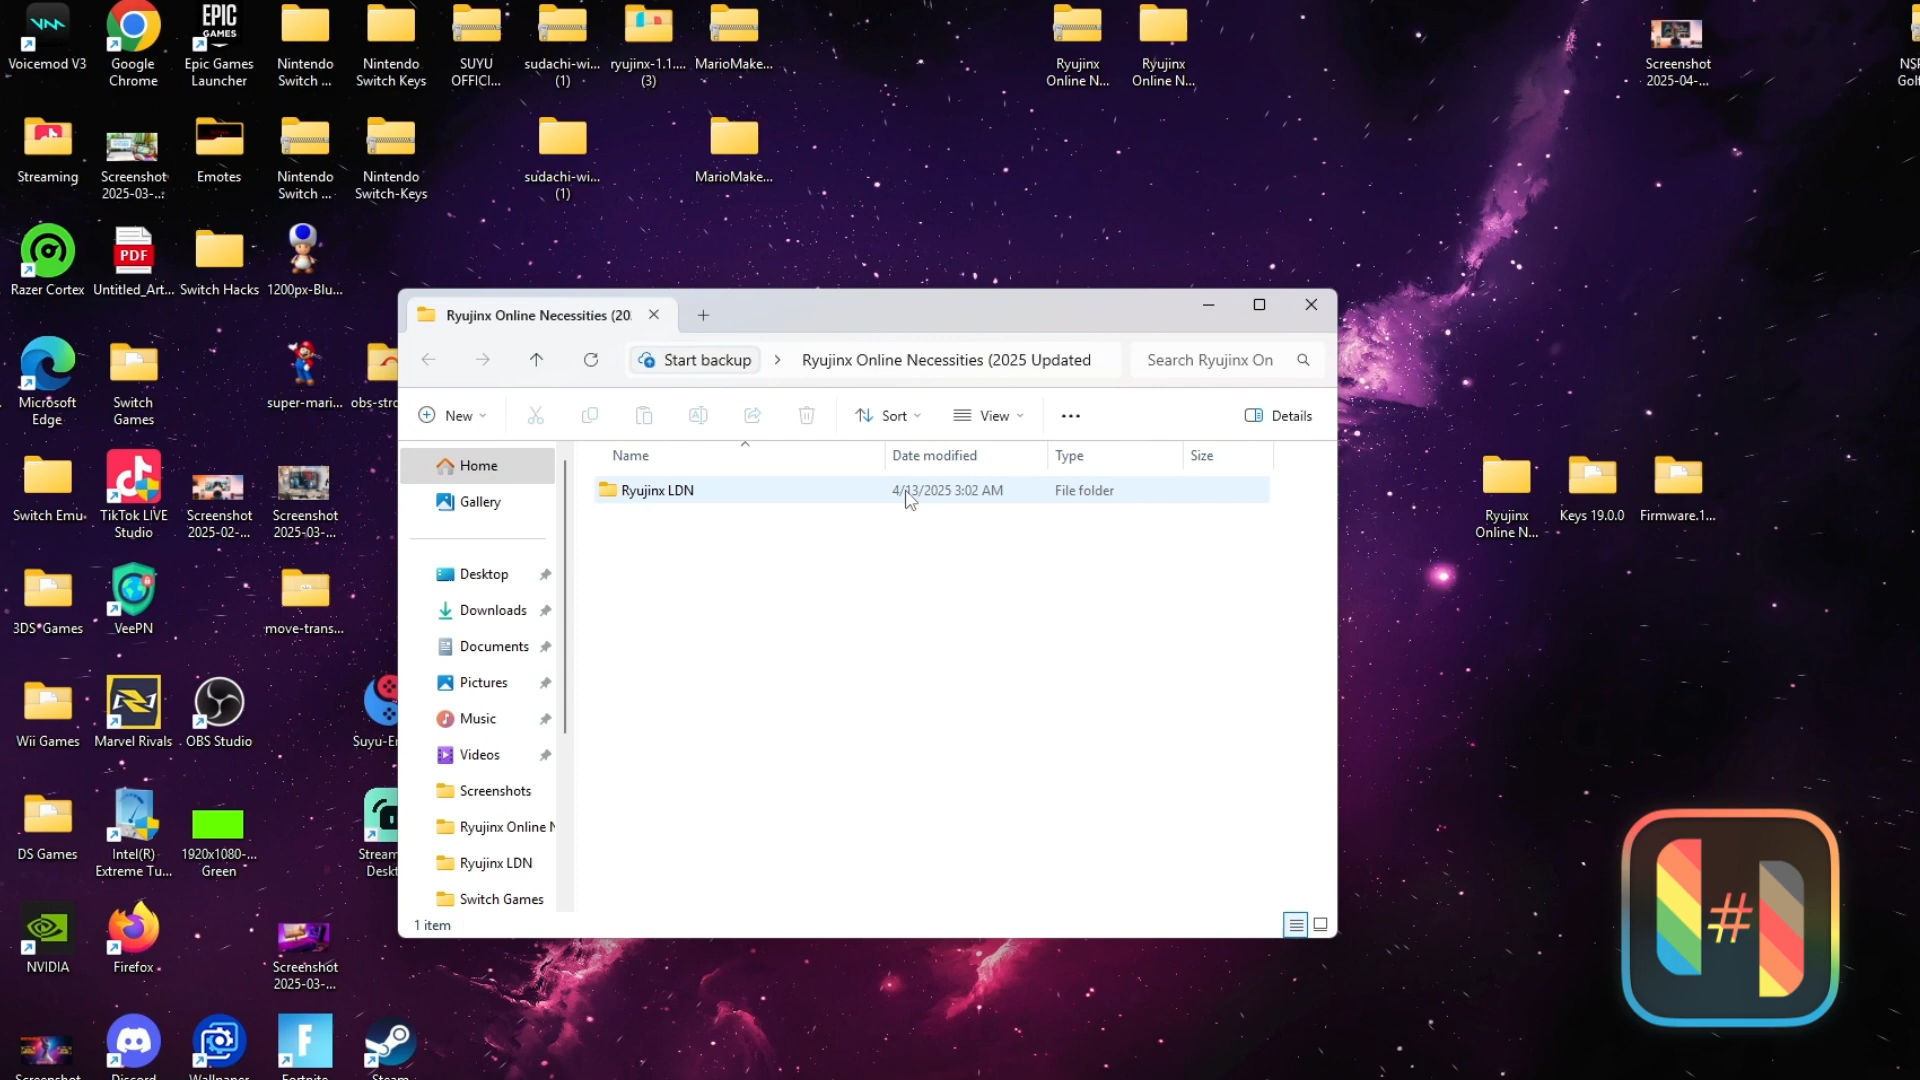 Voicemod V3
Google
Chrome
EPIC
GAMES
Epic Games
Launcher
Nintendo
Switch ...
Nintendo
Switch Keys
SUYU
OFFICI...
sudachi-wi...
(1)
ryujinx-1.1....
(3)
MarioMake...
Ryujinx
Online N...
Ryujinx
Online N...
Screenshot
2025-04-...
Streaming
Screenshot
2025-03-...
Emotes
Nintendo
Switch ...
Nintendo
Switch-Keys
sudachi-wi...
(1)
MarioMake...
PDF
Razer Cortex
Untitled_Art...
Switch Hacks
1200px-Blu...
Microsoft
Edge
Switch
Games
super-mari...
Switch Emu
TikTok LIVE
Studio
Screenshot
2025-02-...
Screenshot
2025-03-...
3DS Games
VeePN
move-trans...
Wii Games
Marvel Rivals
OBS Studio
DS Games
Intel(R)
Extreme Tu...
1920x1080-...
Green
NVIDIA
Firefox
Screenshot
2025-03-...
Ryujinx Online Necessities (20
Start backup
Ryujinx Online Necessities (2025 Updated
Search Ryujinx On
New
Sort
View
Details
Name
Date modified
Type
Size
Ryujinx LDN
4/13/2025 3:02 AM
File folder
Home
Gallery
Desktop
Downloads
Documents
Pictures
Music
Videos
Screenshots
Ryujinx Online N
Ryujinx LDN
Switch Games
1 item
Ryujinx
Online N...
Keys 19.0.0
Firmware.1...
#